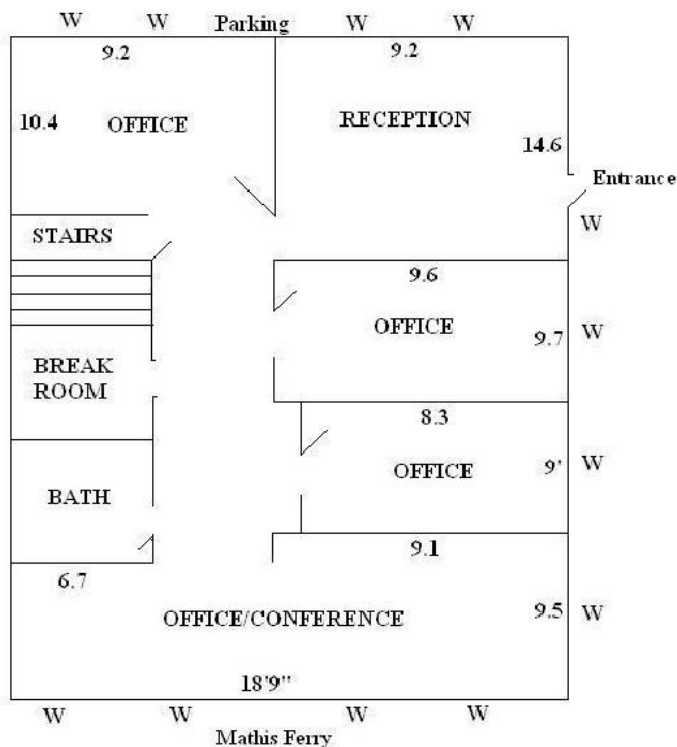 W W Parking W W
9.2 9.2
10.4 OFFICE RECEPTION
14.6
Entrance
W
STAIRS
9.6
OFFICE 9.7 W
BREAK
ROOM
8.3
OFFICE 9' W
BATH
9.1
6.7
OFFICE/CONFERENCE 9.5 W
18'9"
W W W W
Mathis Ferry